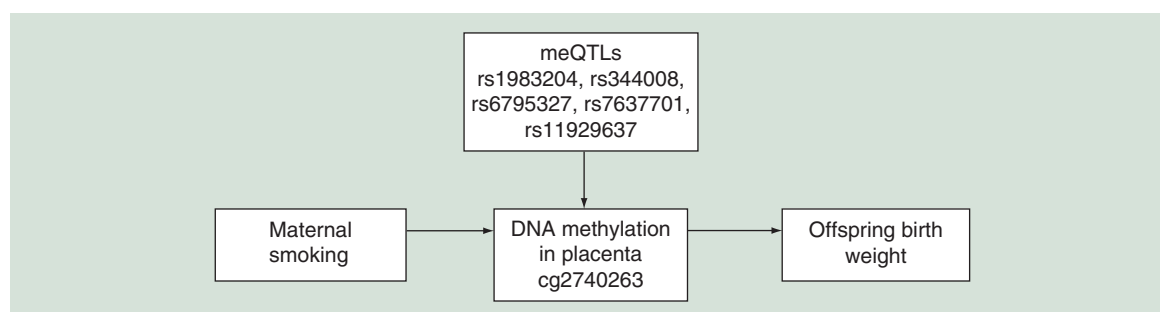 meQTLs
rs1983204, rs344008,
rs6795327, rs7637701,
rs11929637
Maternal
smoking
DNA methylation
in placenta
cg2740263
Offspring birth
weight